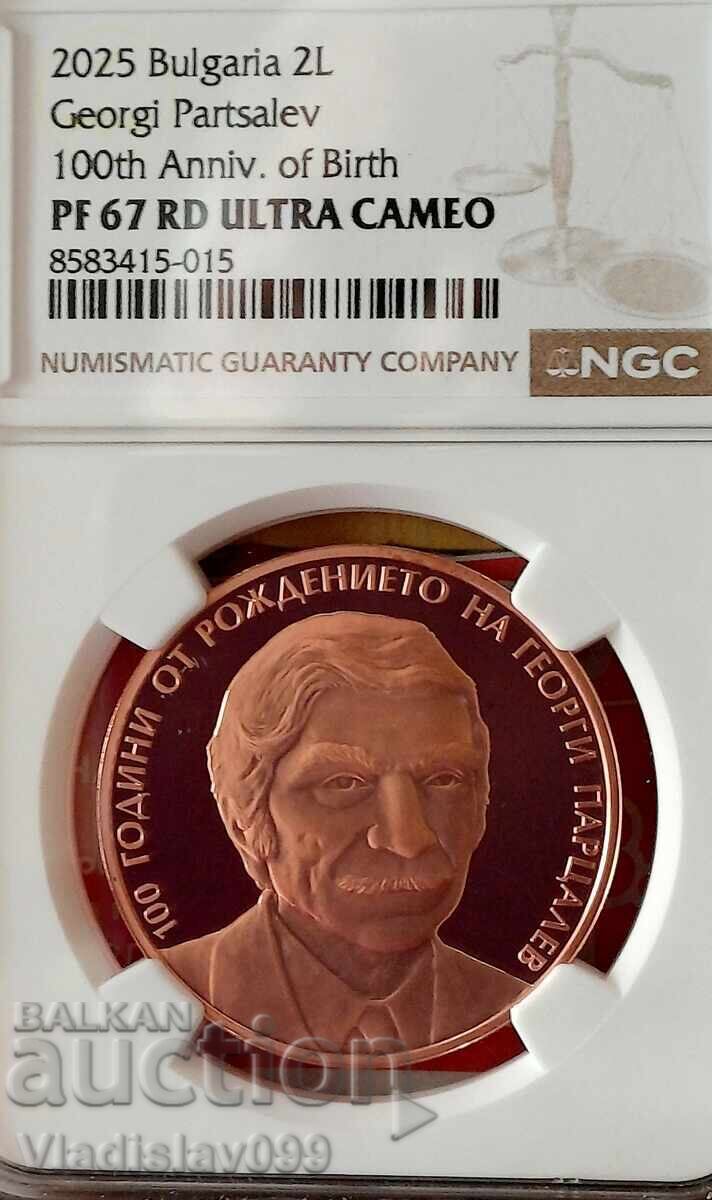 2025 Bulgaria 2L
Georgi Partsalev
100th Anniv. of Birth
PF 67 RD ULTRA CAMEO
8583415-015
NUMISMATIC GUARANTY COMPANY
NGC
100 ГОДИНИ ОТ РОЖДЕНИЕТО НА ГЕОРГИ ПАРЦАЛЕВ
BALKAN
auction
Vladislav099